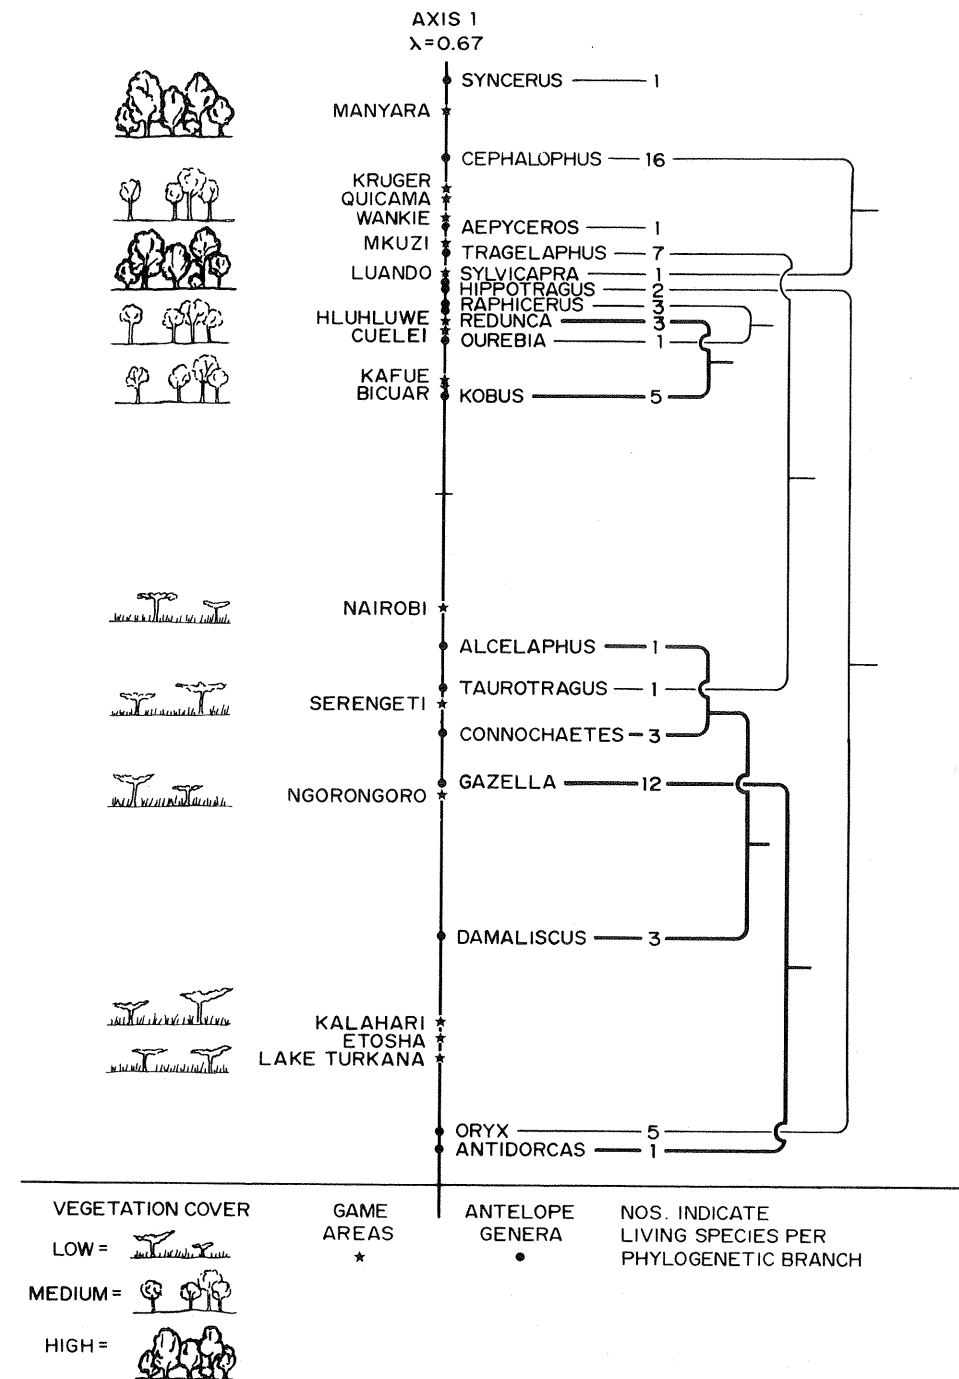 AXIS 1
λ=0.67
SYNCERUS 1
MANYARA
CEPHALOPHUS 16
KRUGER
QUICAMA
WANKIE
AEPYCEROS 1
MKUZI
TRAGELAPHUS 7
LUANDO SYLVICAPRA 1
HIPPOTRAGUS 2
RAPHICERUS 3
HLUHLUWE REDUNCA 3
CUELEI OUREBIA 1
KAFUE
BICUAR KOBUS 5
NAIROBI
ALCELAPHUS 1
TAUROTRAGUS 1
SERENGETI
CONNOCHAETES 3
GAZELLA 12
NGORONGORO
DAMALISCUS 3
KALAHARI
ETOSHA
LAKE TURKANA
ORYX 5
ANTIDORCAS 1
VEGETATION COVER
LOW =
MEDIUM =
HIGH =
GAME
AREAS
ANTELOPE
GENERA
NOS. INDICATE
LIVING SPECIES PER
PHYLOGENETIC BRANCH